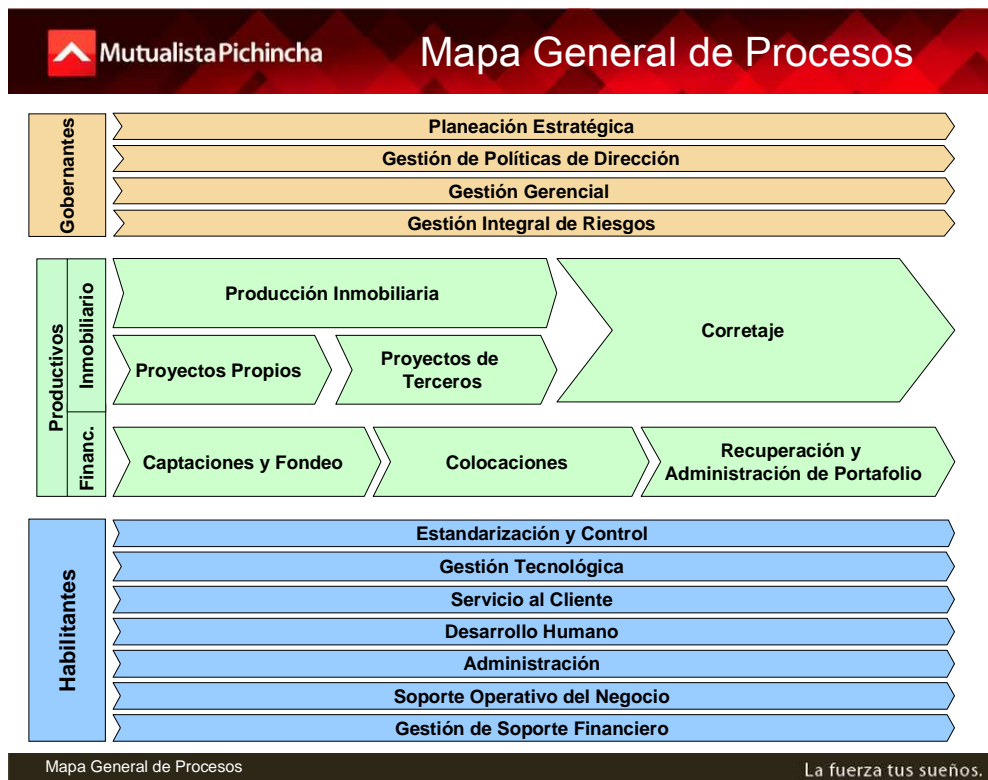 MutualistaPichincha
Mapa General de Procesos
Gobernantes
Planeación Estratégica
Gestión de Políticas de Dirección
Gestión Gerencial
Gestión Integral de Riesgos
Productivos
Inmobiliario
Producción Inmobiliaria
Proyectos Propios
Proyectos de
Terceros
Corretaje
Financ.
Captaciones y Fondeo
Colocaciones
Recuperación y
Administración de Portafolio
Habilitantes
Estandarización y Control
Gestión Tecnológica
Servicio al Cliente
Desarrollo Humano
Administración
Soporte Operativo del Negocio
Gestión de Soporte Financiero
Mapa General de Procesos
La fuerza tus sueños.